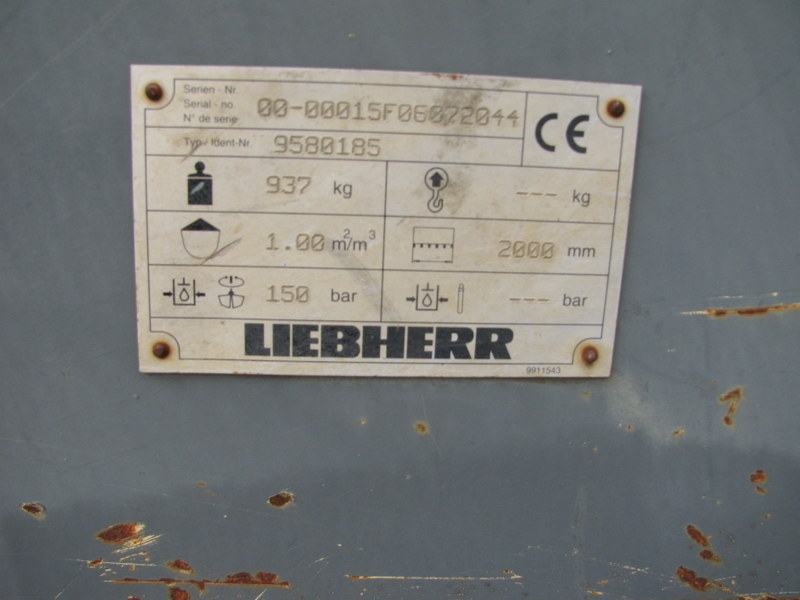 Serien - Nr.
Serial - no.
N° de serie
00-00015F06072044
CE
Typ / Ident-Nr.
9580185
937 kg
--- kg
1.00 m²/m³
2000 mm
150 bar
--- bar
LIEBHERR
9911543